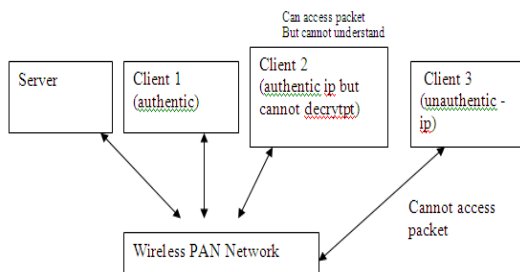 Can access packet
But cannot understand
Server
Client 1
(authentic)
Client 2
(authentic ip but
cannot decrytpt)
Client 3
(unauthentic -
ip)
Cannot access
packet
Wireless PAN Network